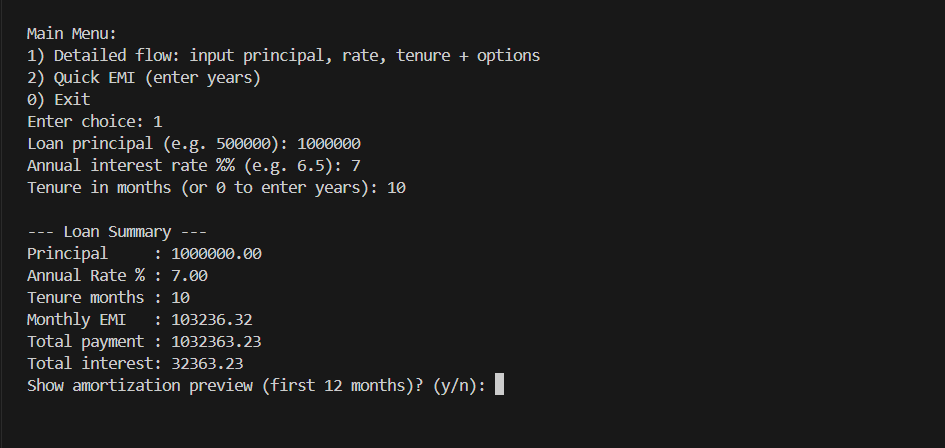 Main Menu:
1) Detailed flow: input principal, rate, tenure + options
2) Quick EMI (enter years)
0) Exit
Enter choice: 1
Loan principal (e.g. 500000): 1000000
Annual interest rate %% (e.g. 6.5): 7
Tenure in months (or 0 to enter years): 10

--- Loan Summary ---
Principal     : 1000000.00
Annual Rate % : 7.00
Tenure months : 10
Monthly EMI   : 103236.32
Total payment : 1032363.23
Total interest: 32363.23
Show amortization preview (first 12 months)? (y/n):